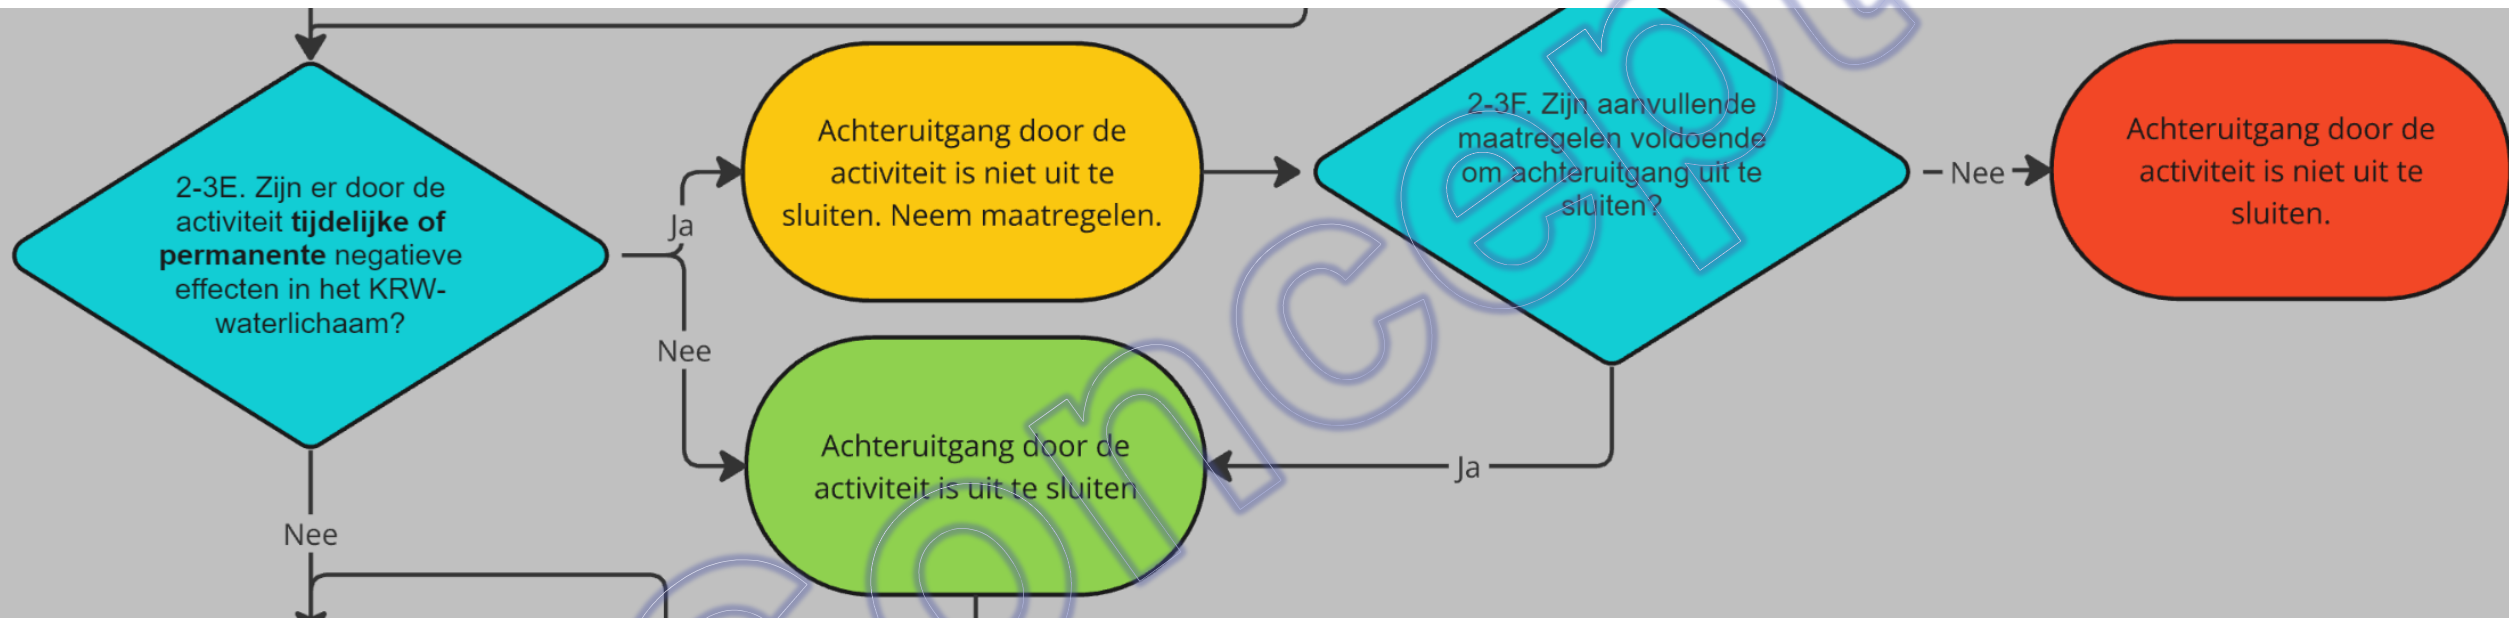 2-3E. Zijn er door de
activiteit tijdelijke of
permanente negatieve
effecten in het KRW-
waterlichaam?
Ja
Nee
Nee
Achteruitgang door de
activiteit is niet uit te
sluiten. Neem maatregelen.
Achteruitgang door de
activiteit is uit te sluiten
2-3F. Zijn aanvullende
maatregelen voldoende
om achteruitgang uit te
sluiten?
Nee
Ja
Achteruitgang door de
activiteit is niet uit te
sluiten.
concept